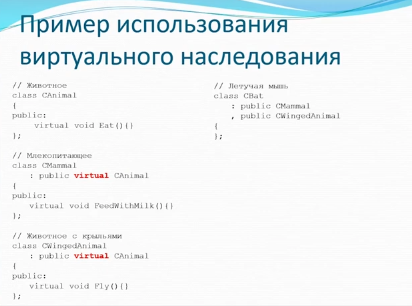 Пример использования
виртуального наследования
// Животное
class CAnimal
{
public:
virtual void Eat(){}
};
// Млекопитающее
class CMammal
: public virtual CAnimal
{
public:
virtual void FeedWithMilk(){}
};
// Животное с крыльями
class CWingedAnimal
: public virtual CAnimal
{
public:
virtual void Fly(){}
};
// Летучая мышь
class CBat
: public CMammal
, public CWingedAnimal
{
};